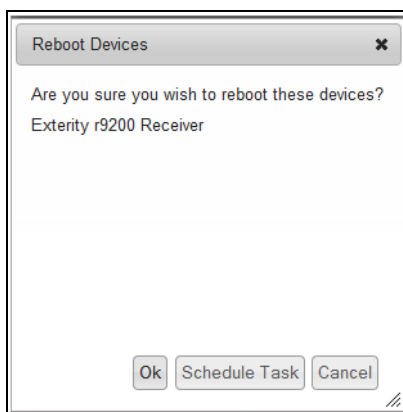 Reboot Devices
Are you sure you wish to reboot these devices?
Exterity r9200 Receiver
Ok Schedule Task Cancel